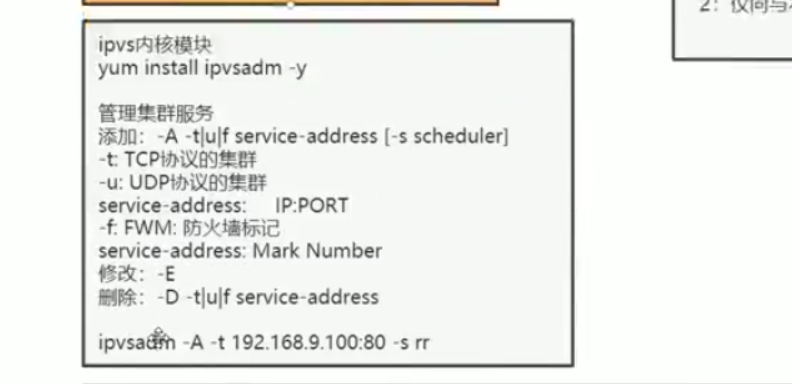 2：仅向与
ipvs内核模块
yum install ipvsadm -y
管理集群服务
添加：-A -t|u|f service-address [-s scheduler]
-t: TCP协议的集群
-u: UDP协议的集群
service-address: IP:PORT
-f: FWM: 防火墙标记
service-address: Mark Number
修改：-E
删除：-D -t|u|f service-address
ipvsadm -A -t 192.168.9.100:80 -s rr